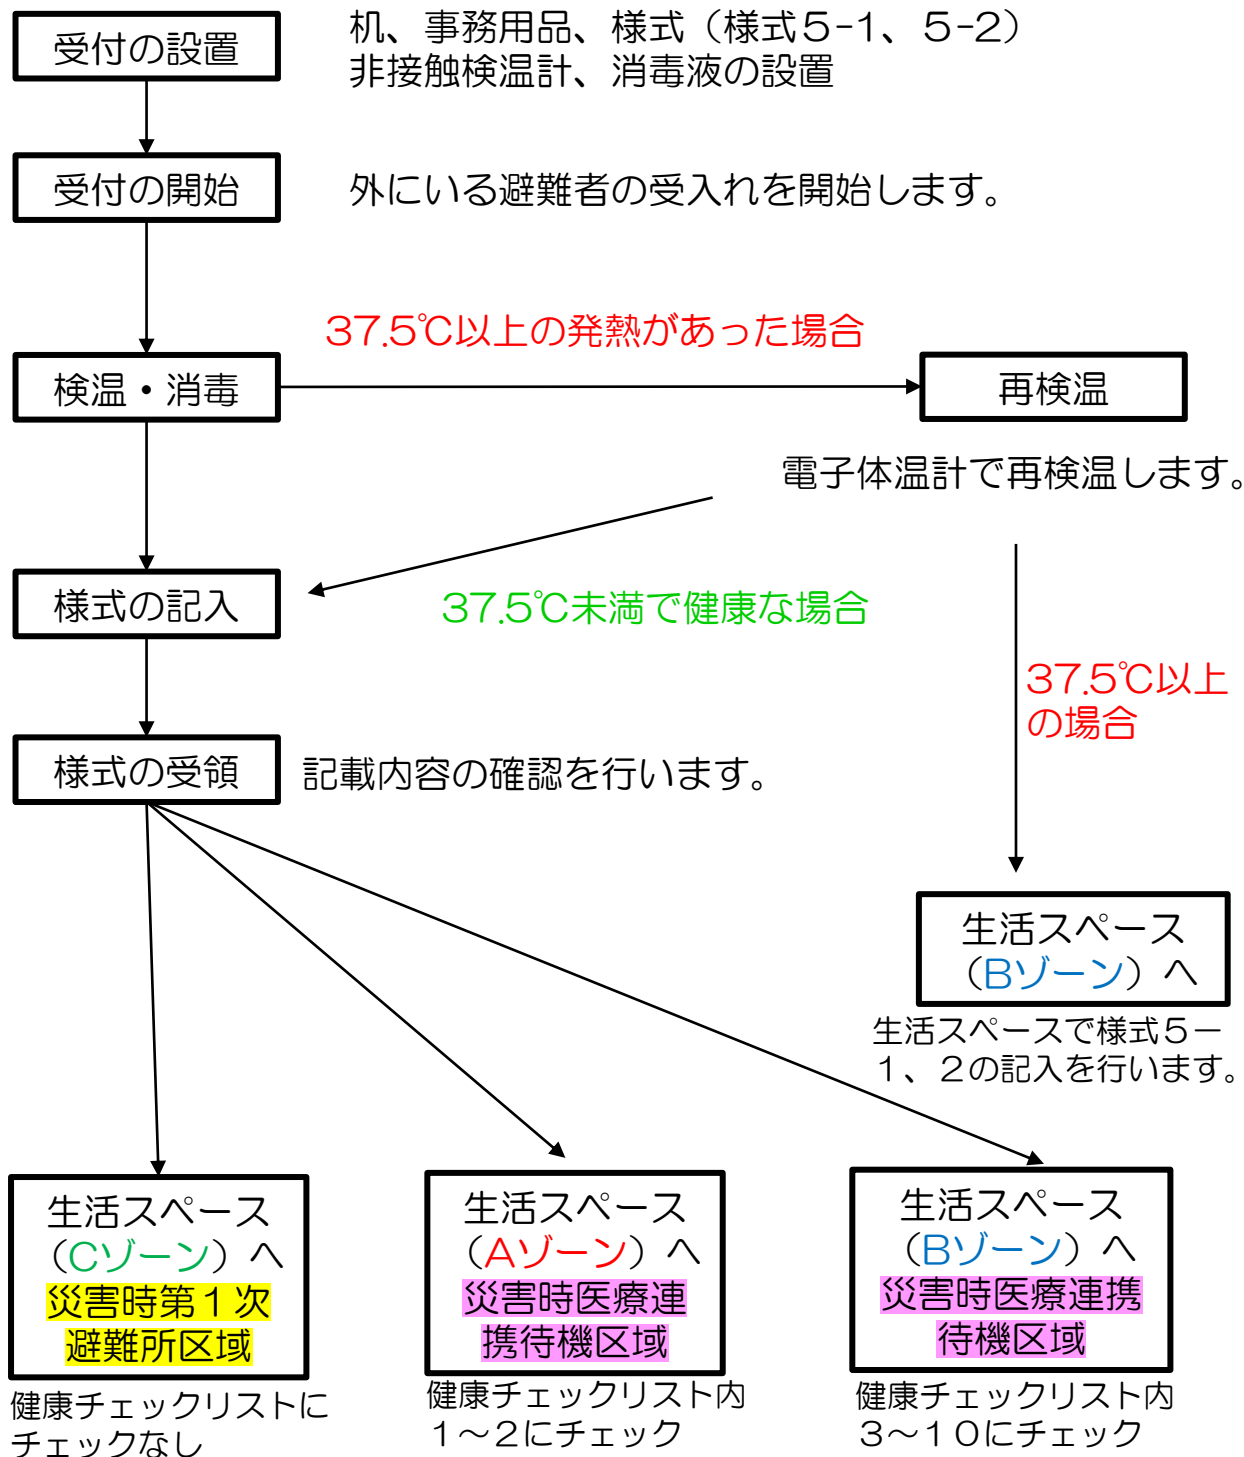 受付の設置
机、事務用品、様式（様式５-１、５-２）
非接触検温計、消毒液の設置
受付の開始
外にいる避難者の受入れを開始します。
37.5℃以上の発熱があった場合
検温・消毒
再検温
電子体温計で再検温します。
様式の記入
37.5℃未満で健康な場合
37.5℃以上
の場合
様式の受領
記載内容の確認を行います。
生活スペース
（Bゾーン）へ
生活スペースで様式５－
１、２の記入を行います。
生活スペース
（Cゾーン）へ
災害時第１次
避難所区域
健康チェックリストに
チェックなし
生活スペース
（Aゾーン）へ
災害時医療連
携待機区域
健康チェックリスト内
１～２にチェック
生活スペース
（Bゾーン）へ
災害時医療連携
待機区域
健康チェックリスト内
３～１０にチェック